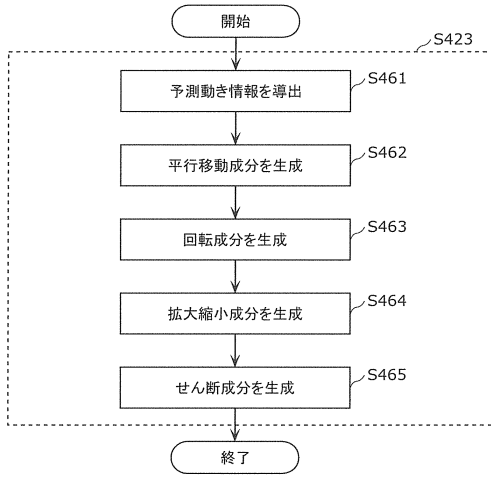 開始
S423
予測動き情報を導出
S461
平行移動成分を生成
S462
回転成分を生成
S463
拡大縮小成分を生成
S464
せん断成分を生成
S465
終了